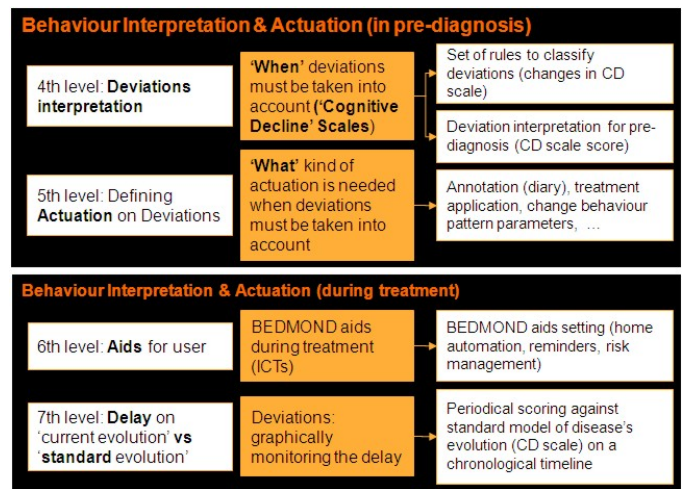 Behaviour Interpretation & Actuation (in pre-diagnosis)
4th level: Deviations
interpretation
‘When’ deviations
must be taken into
account
(‘Cognitive
Decline’ Scales)
Set of rules to classify
deviations (changes in CD
scale)
Deviation interpretation for pre-
diagnosis (CD scale score)
5th level: Defining
Actuation on Deviations
‘What’ kind of
actuation is needed
when deviations
must be taken into
account
Annotation (diary), treatment
application, change behaviour
pattern parameters, ...
Behaviour Interpretation & Actuation (during treatment)
6th level: Aids for user
BEDMOND aids
during treatment
(ICTs)
BEDMOND aids setting (home
automation, reminders, risk
management)
7th level: Delay on
‘current evolution’ vs
‘standard evolution’
Deviations:
graphically
monitoring the delay
Periodical scoring against
standard model of disease’s
evolution (CD scale) on a
chronological timeline